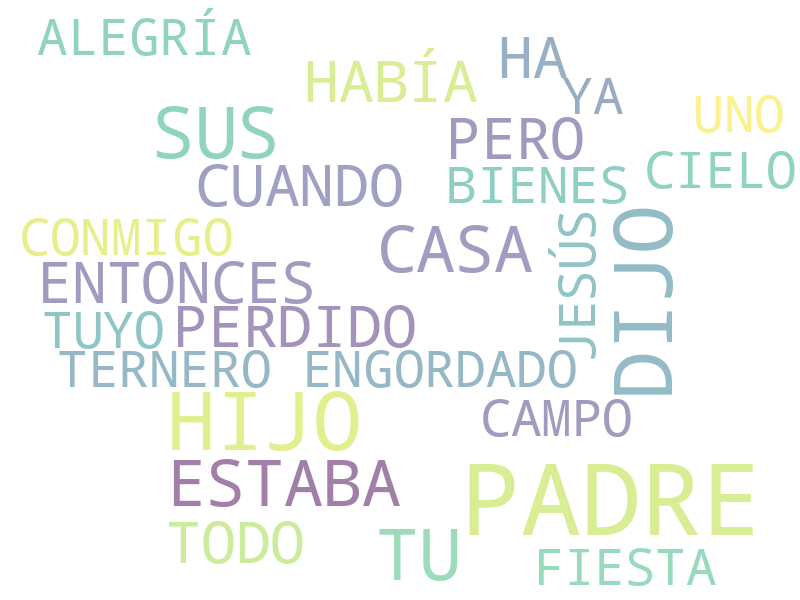 ALEGRÍA
HA
HABÍA
YA
UNO
SUS
PERO
CIELO
CUANDO
BIENES
CONMIGO
CASA
JESÚS
DIJO
ENTONCES
TUYO
PERDIDO
TERNERO
ENGORDADO
HIJO
CAMPO
ESTABA
PADRE
TODO
TU
FIESTA